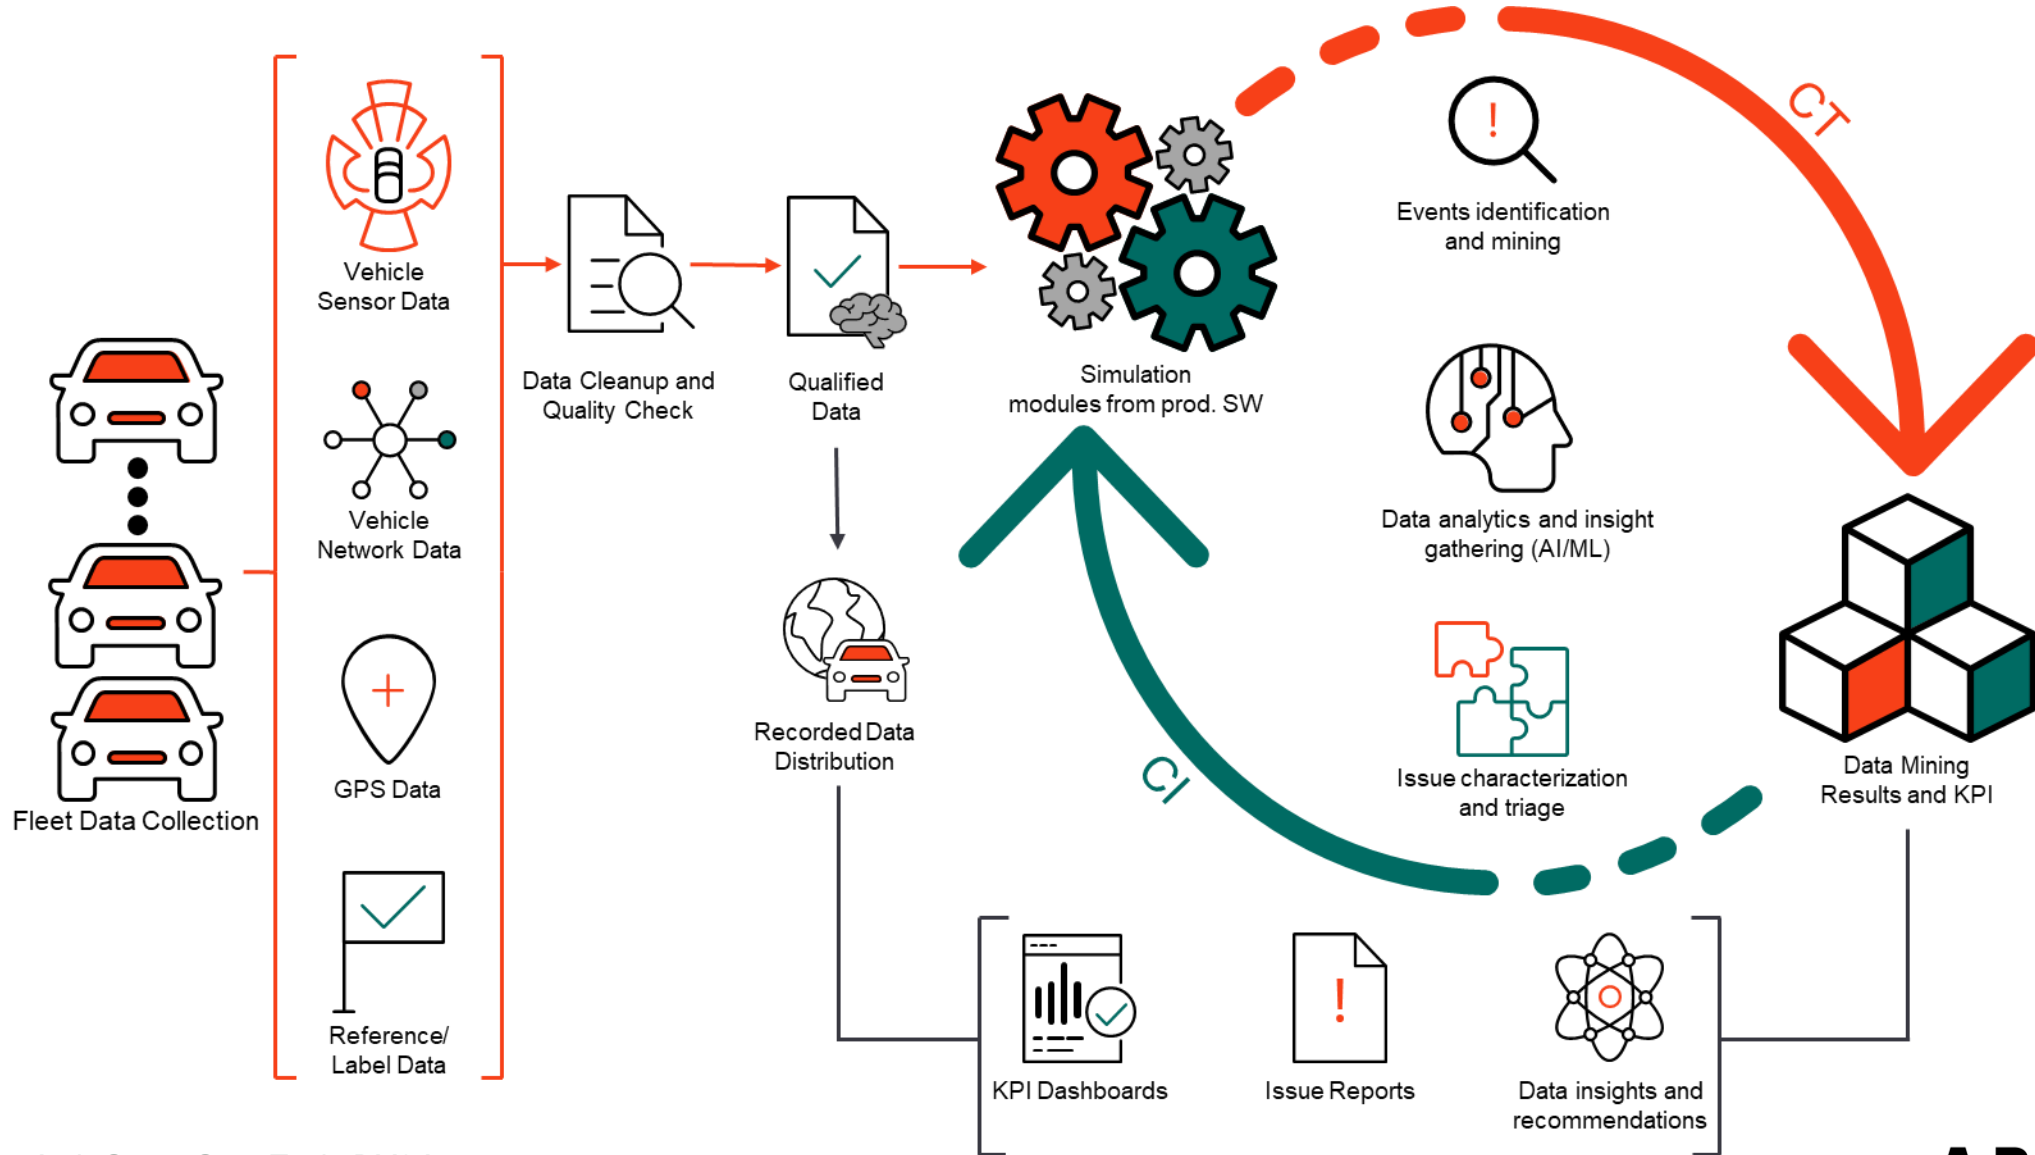 Vehicle
Sensor Data
Vehicle
Network Data
GPS Data
Reference/
Label Data
Fleet Data Collection
Data Cleanup and
Quality Check
Qualified
Data
Recorded Data
Distribution
Simulation
modules from prod. SW
CT
Events identification
and mining
Data analytics and insight
gathering (AI/ML)
Issue characterization
and triage
CI
Data Mining
Results and KPI
KPI Dashboards
Issue Reports
Data insights and
recommendations